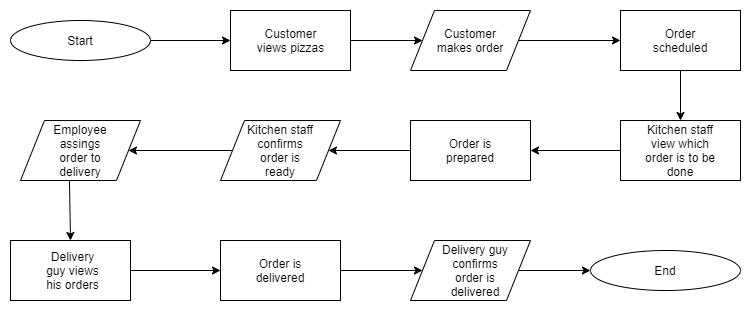 Start
Customer
views pizzas
Customer
makes order
Order
scheduled
Kitchen staff
view which
order is to be
done
Order is
prepared
Kitchen staff
confirms
order is
ready
Employee
assings
order to
delivery
Delivery
guy views
his orders
Order is
delivered
Delivery guy
confirms
order is
delivered
End